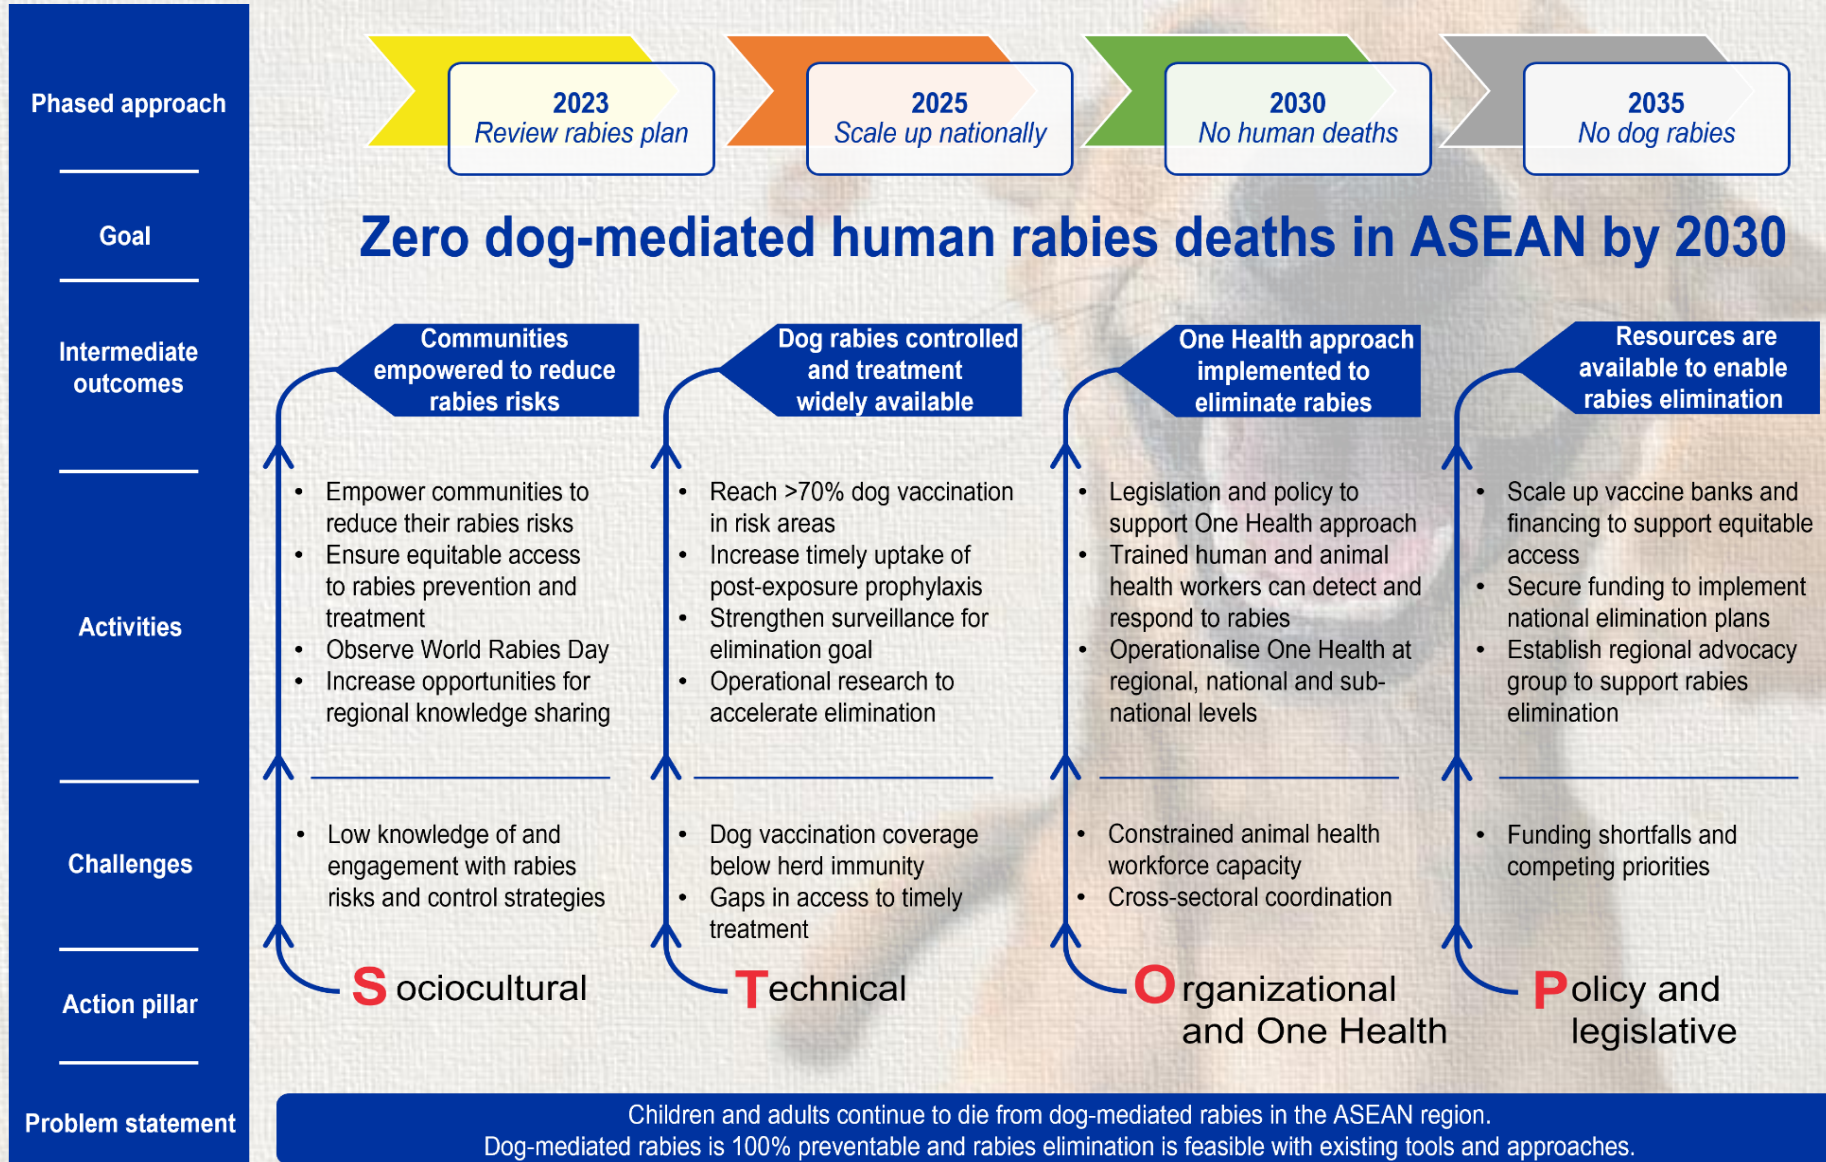 Phased approach
2023
Review rabies plan
2025
Scale up nationally
2030
No human deaths
2035
No dog rabies
Goal
Zero dog-mediated human rabies deaths in ASEAN by 2030
Intermediate
outcomes
Communities
empowered to reduce
rabies risks
Dog rabies controlled
and treatment
widely available
One Health approach
implemented to
eliminate rabies
Resources are
available to enable
rabies elimination
Activities
• Empower communities to
reduce their rabies risks
• Ensure equitable access
to rabies prevention and
treatment
• Observe World Rabies Day
• Increase opportunities for
regional knowledge sharing
• Reach >70% dog vaccination
in risk areas
• Increase timely uptake of
post-exposure prophylaxis
• Strengthen surveillance for
elimination goal
• Operational research to
accelerate elimination
• Legislation and policy to
support One Health approach
• Trained human and animal
health workers can detect and
respond to rabies
• Operationalise One Health at
regional, national and sub-
national levels
• Scale up vaccine banks and
financing to support equitable
access
• Secure funding to implement
national elimination plans
• Establish regional advocacy
group to support rabies
elimination
Challenges
• Low knowledge of and
engagement with rabies
risks and control strategies
• Dog vaccination coverage
below herd immunity
• Gaps in access to timely
treatment
• Constrained animal health
workforce capacity
• Cross-sectoral coordination
• Funding shortfalls and
competing priorities
Action pillar
Sociocultural
Technical
Organizational
and One Health
Policy and
legislative
Problem statement
Children and adults continue to die from dog-mediated rabies in the ASEAN region.
Dog-mediated rabies is 100% preventable and rabies elimination is feasible with existing tools and approaches.